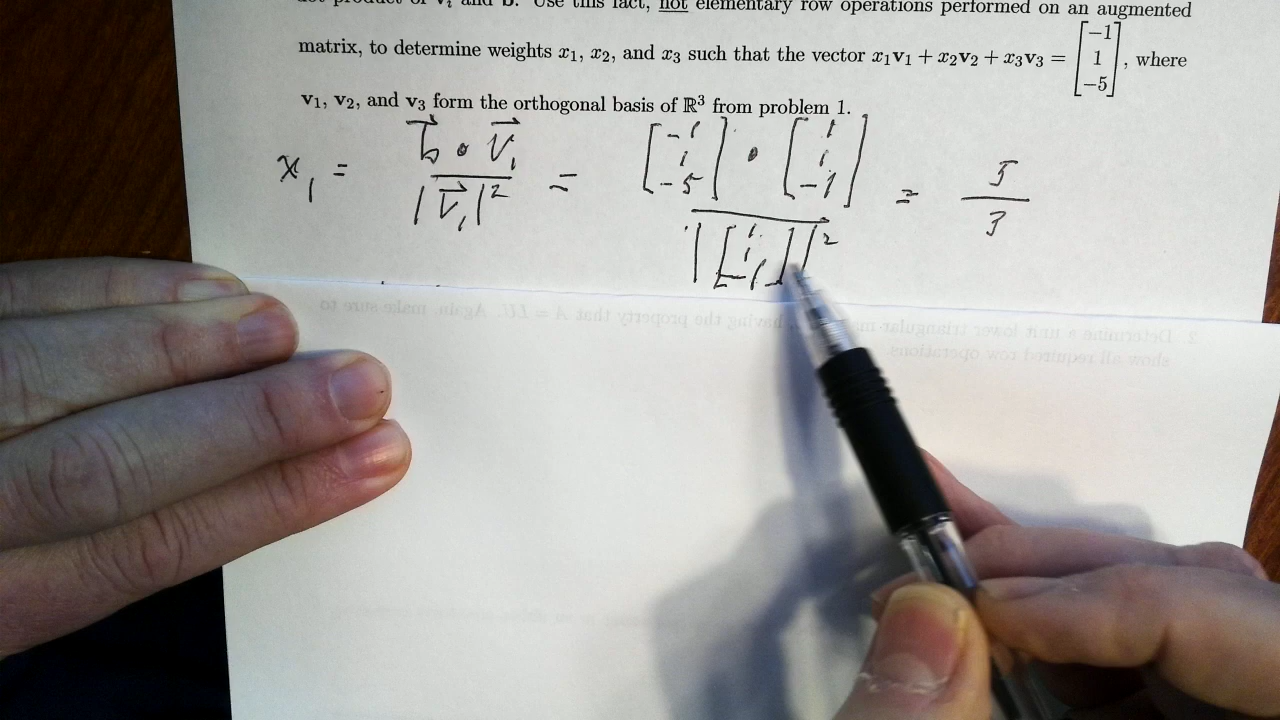 product of vᵢ and b. Use this fact, not elementary row operations performed on an augmented
matrix, to determine weights x₁, x₂, and x₃ such that the vector x₁v₁ + x₂v₂ + x₃v₃ = [−1 1 −5], where
v₁, v₂, and v₃ form the orthogonal basis of ℝ³ from problem 1.
x₁ = b⃗ • v⃗₁ / |v⃗₁|² = [-1 1 -5] • [1 1 -1] / |[1 1 -1]|² = 5 / 3